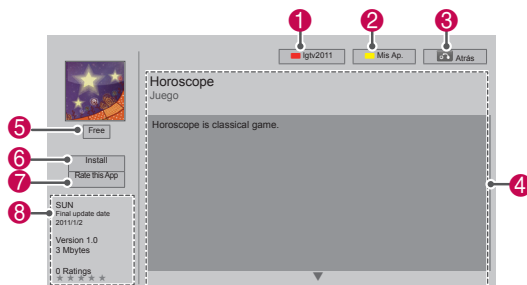 1
2
3
lgtv2011
Mis Ap.
Atrás
Horoscope
Juego
Horoscope is classical game.
4
5
Free
6
Install
7
Rate this App
8
SUN
Final update date
2011/1/2
Version 1.0
3 Mbytes
0 Ratings